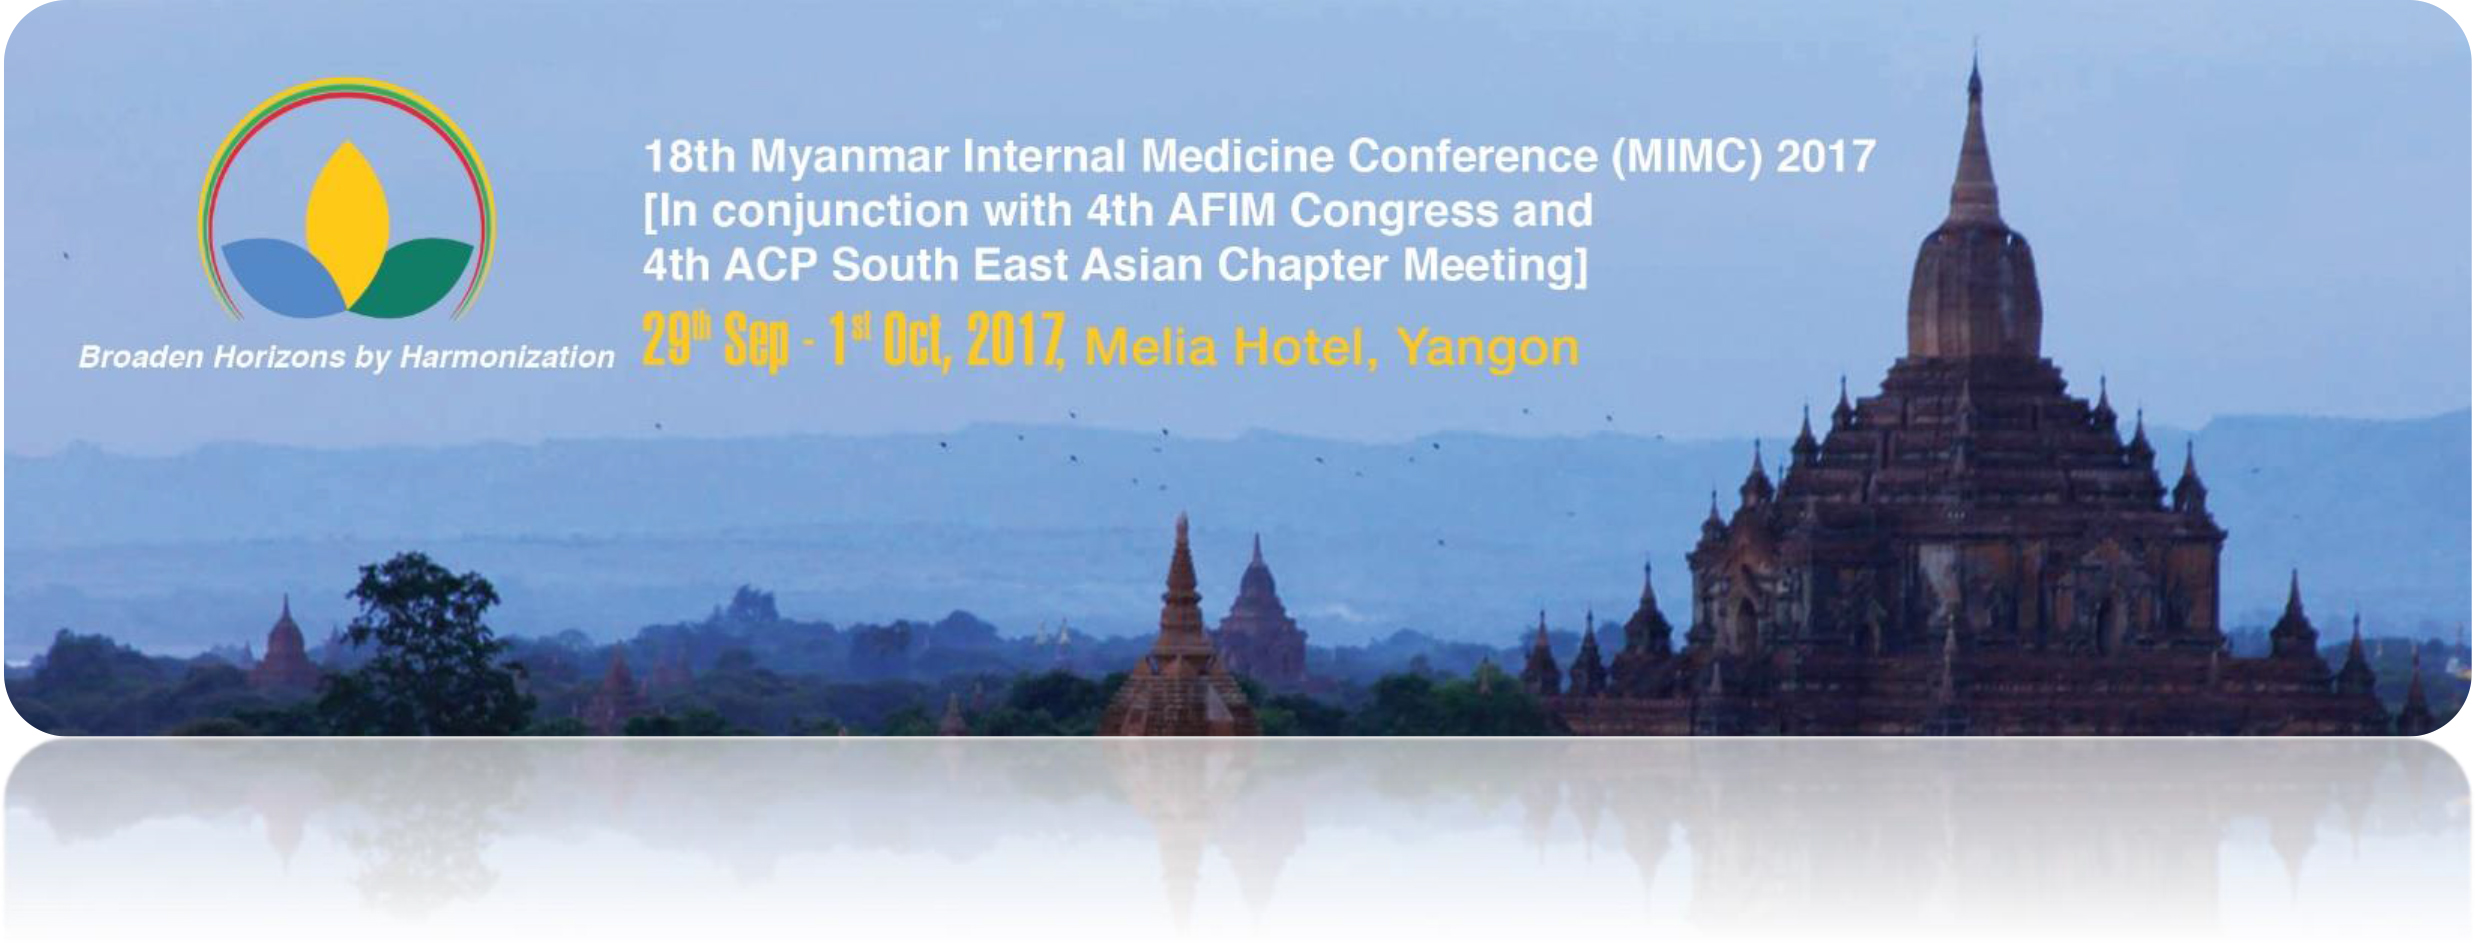 18th Myanmar Internal Medicine Conference (MIMC) 2017
[In conjunction with 4th AFIM Congress and
4th ACP South East Asian Chapter Meeting]
29th Sep - 1st Oct, 2017, Melia Hotel, Yangon
Broaden Horizons by Harmonization